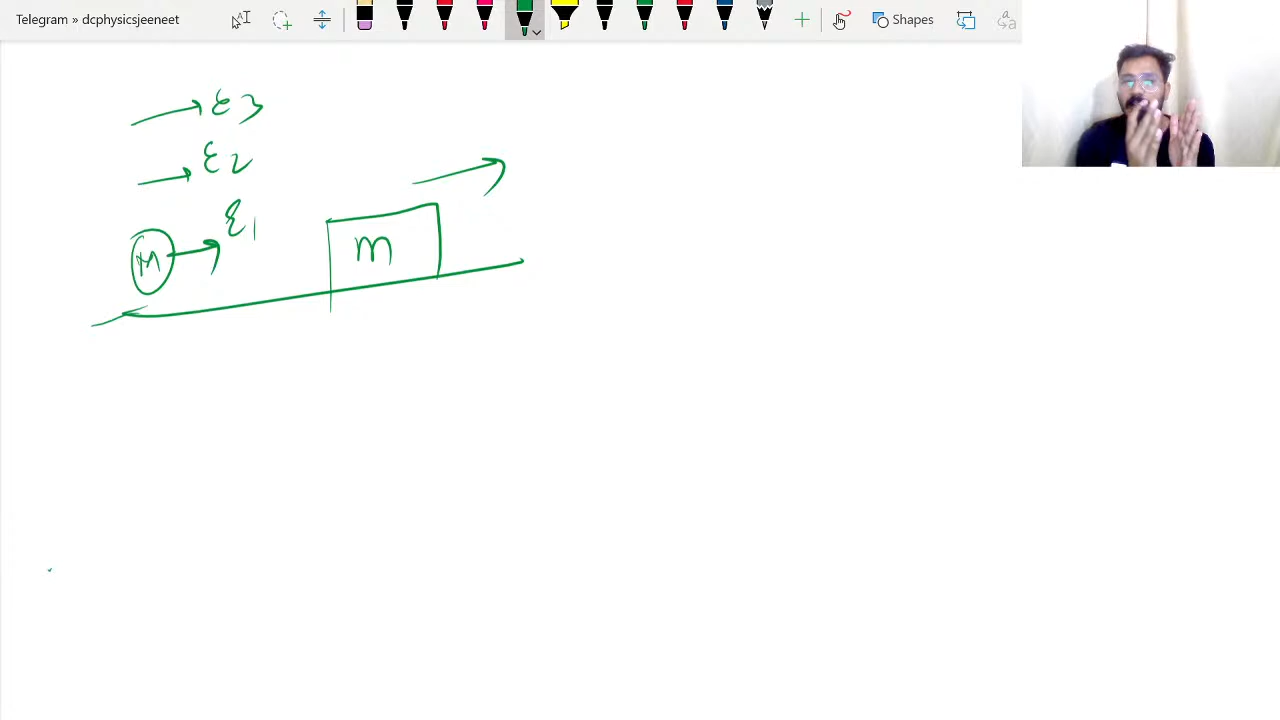 Telegram » dcphysicsjeeneet
Shapes
ε3
ε2
ε1
M
m